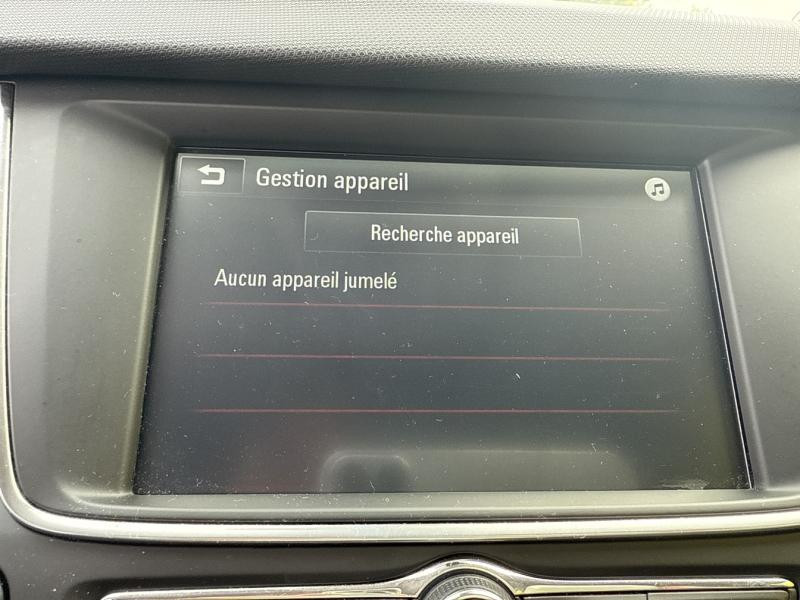 Gestion appareil
Recherche appareil
Aucun appareil jumelé